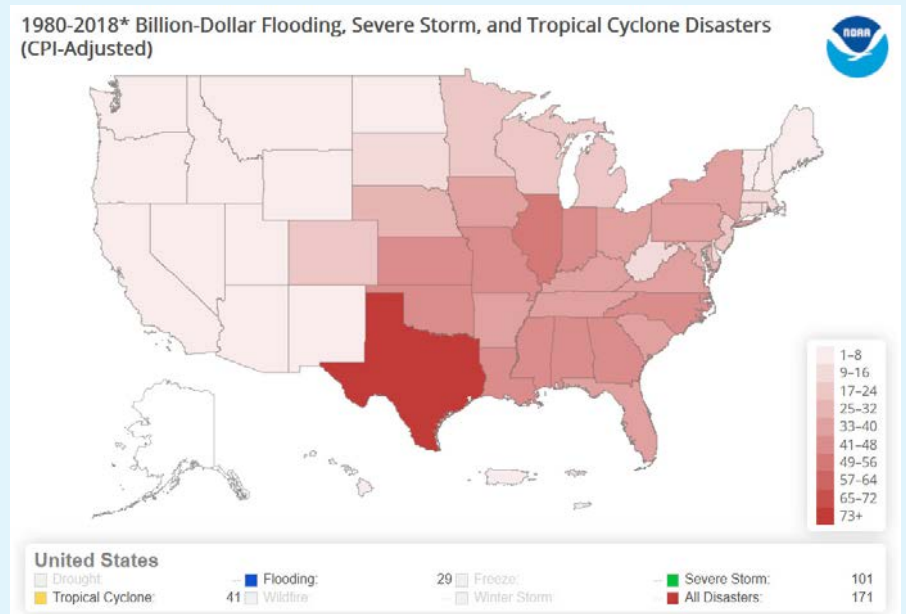 1980-2018* Billion-Dollar Flooding, Severe Storm, and Tropical Cyclone Disasters
(CPI-Adjusted)
NOAA
1–8
9–16
17–24
25–32
33–40
41–48
49–56
57–64
65–72
73+
United States
Drought -- Flooding: 29 Freeze: -- Severe Storm: 101
Tropical Cyclone: 41 Wildfire Winter Storm: -- All Disasters: 171